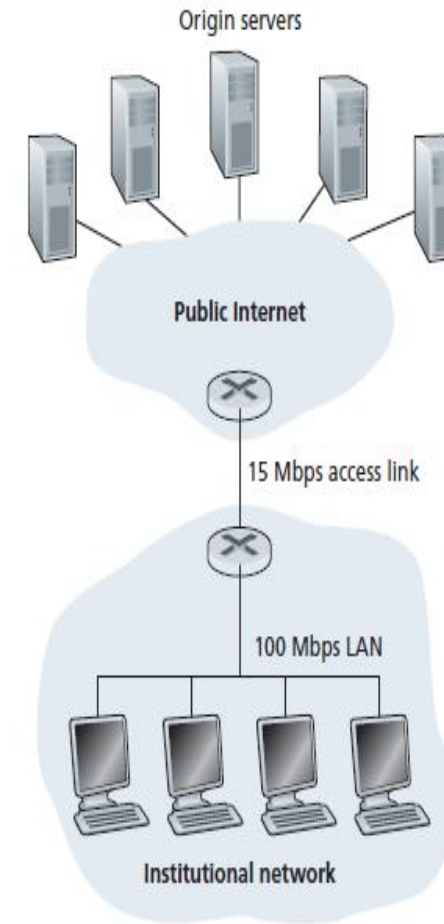 Origin servers
Public Internet
15 Mbps access link
100 Mbps LAN
Institutional network